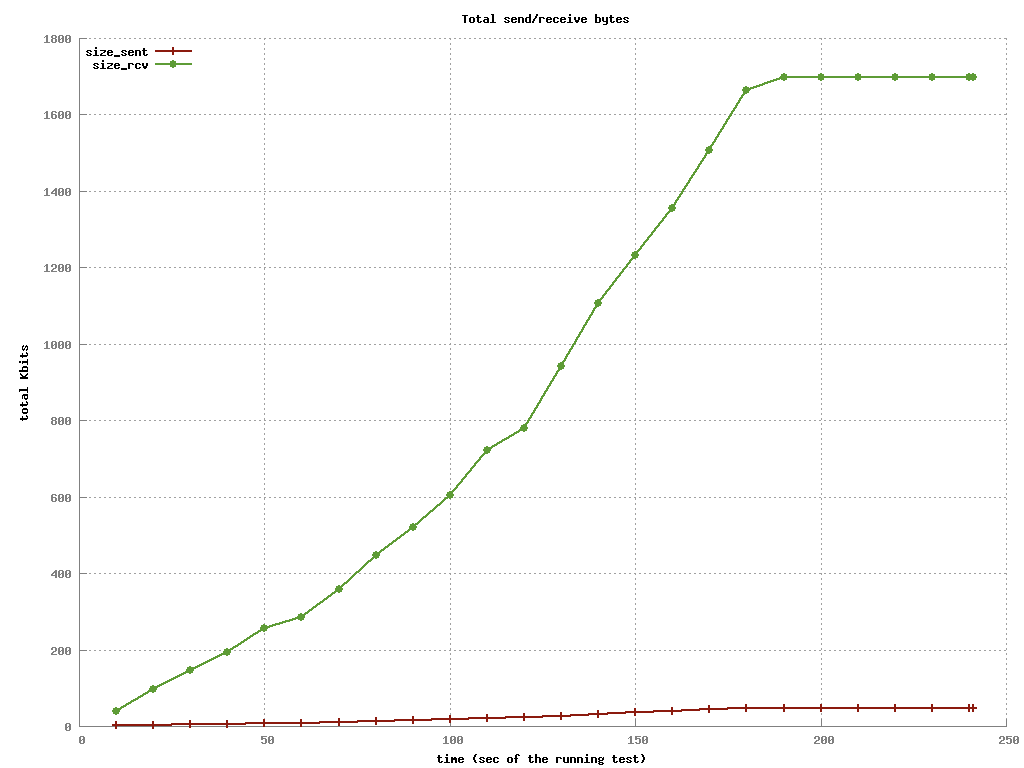 Total send/receive bytes
size_sent
size_rcv
1800
1600
1400
1200
1000
800
600
400
200
0
total Kbits
0 50 100 150 200 250
time (sec of the running test)